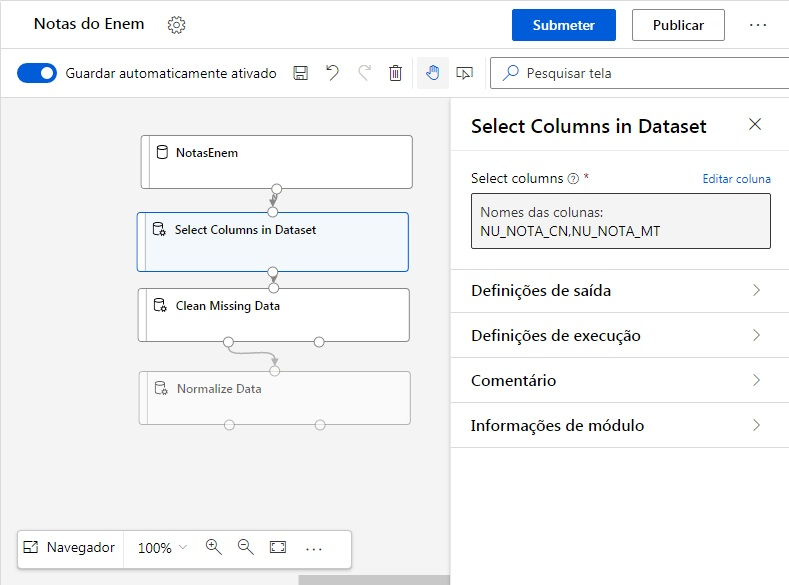 Notas do Enem
Submeter
Publicar
Guardar automaticamente ativado
Pesquisar tela
NotasEnem
Select Columns in Dataset
Clean Missing Data
Normalize Data
Navegador
100%
Select Columns in Dataset
Select columns ? *
Editar coluna
Nomes das colunas:
NU_NOTA_CN,NU_NOTA_MT
Definições de saída
Definições de execução
Comentário
Informações de módulo